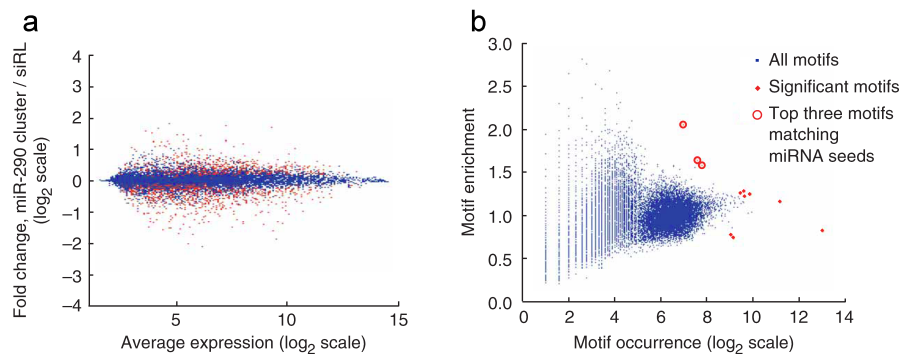 a
Fold change, miR-290 cluster / siRL
(log2 scale)
4
3
2
1
0
−1
−2
−3
−4
5
10
15
Average expression (log2 scale)
b
Motif enrichment
3.0
2.5
2.0
1.5
1.0
0.5
0.0
0
2
4
6
8
10
12
14
Motif occurrence (log2 scale)
All motifs
Significant motifs
Top three motifs
matching
miRNA seeds